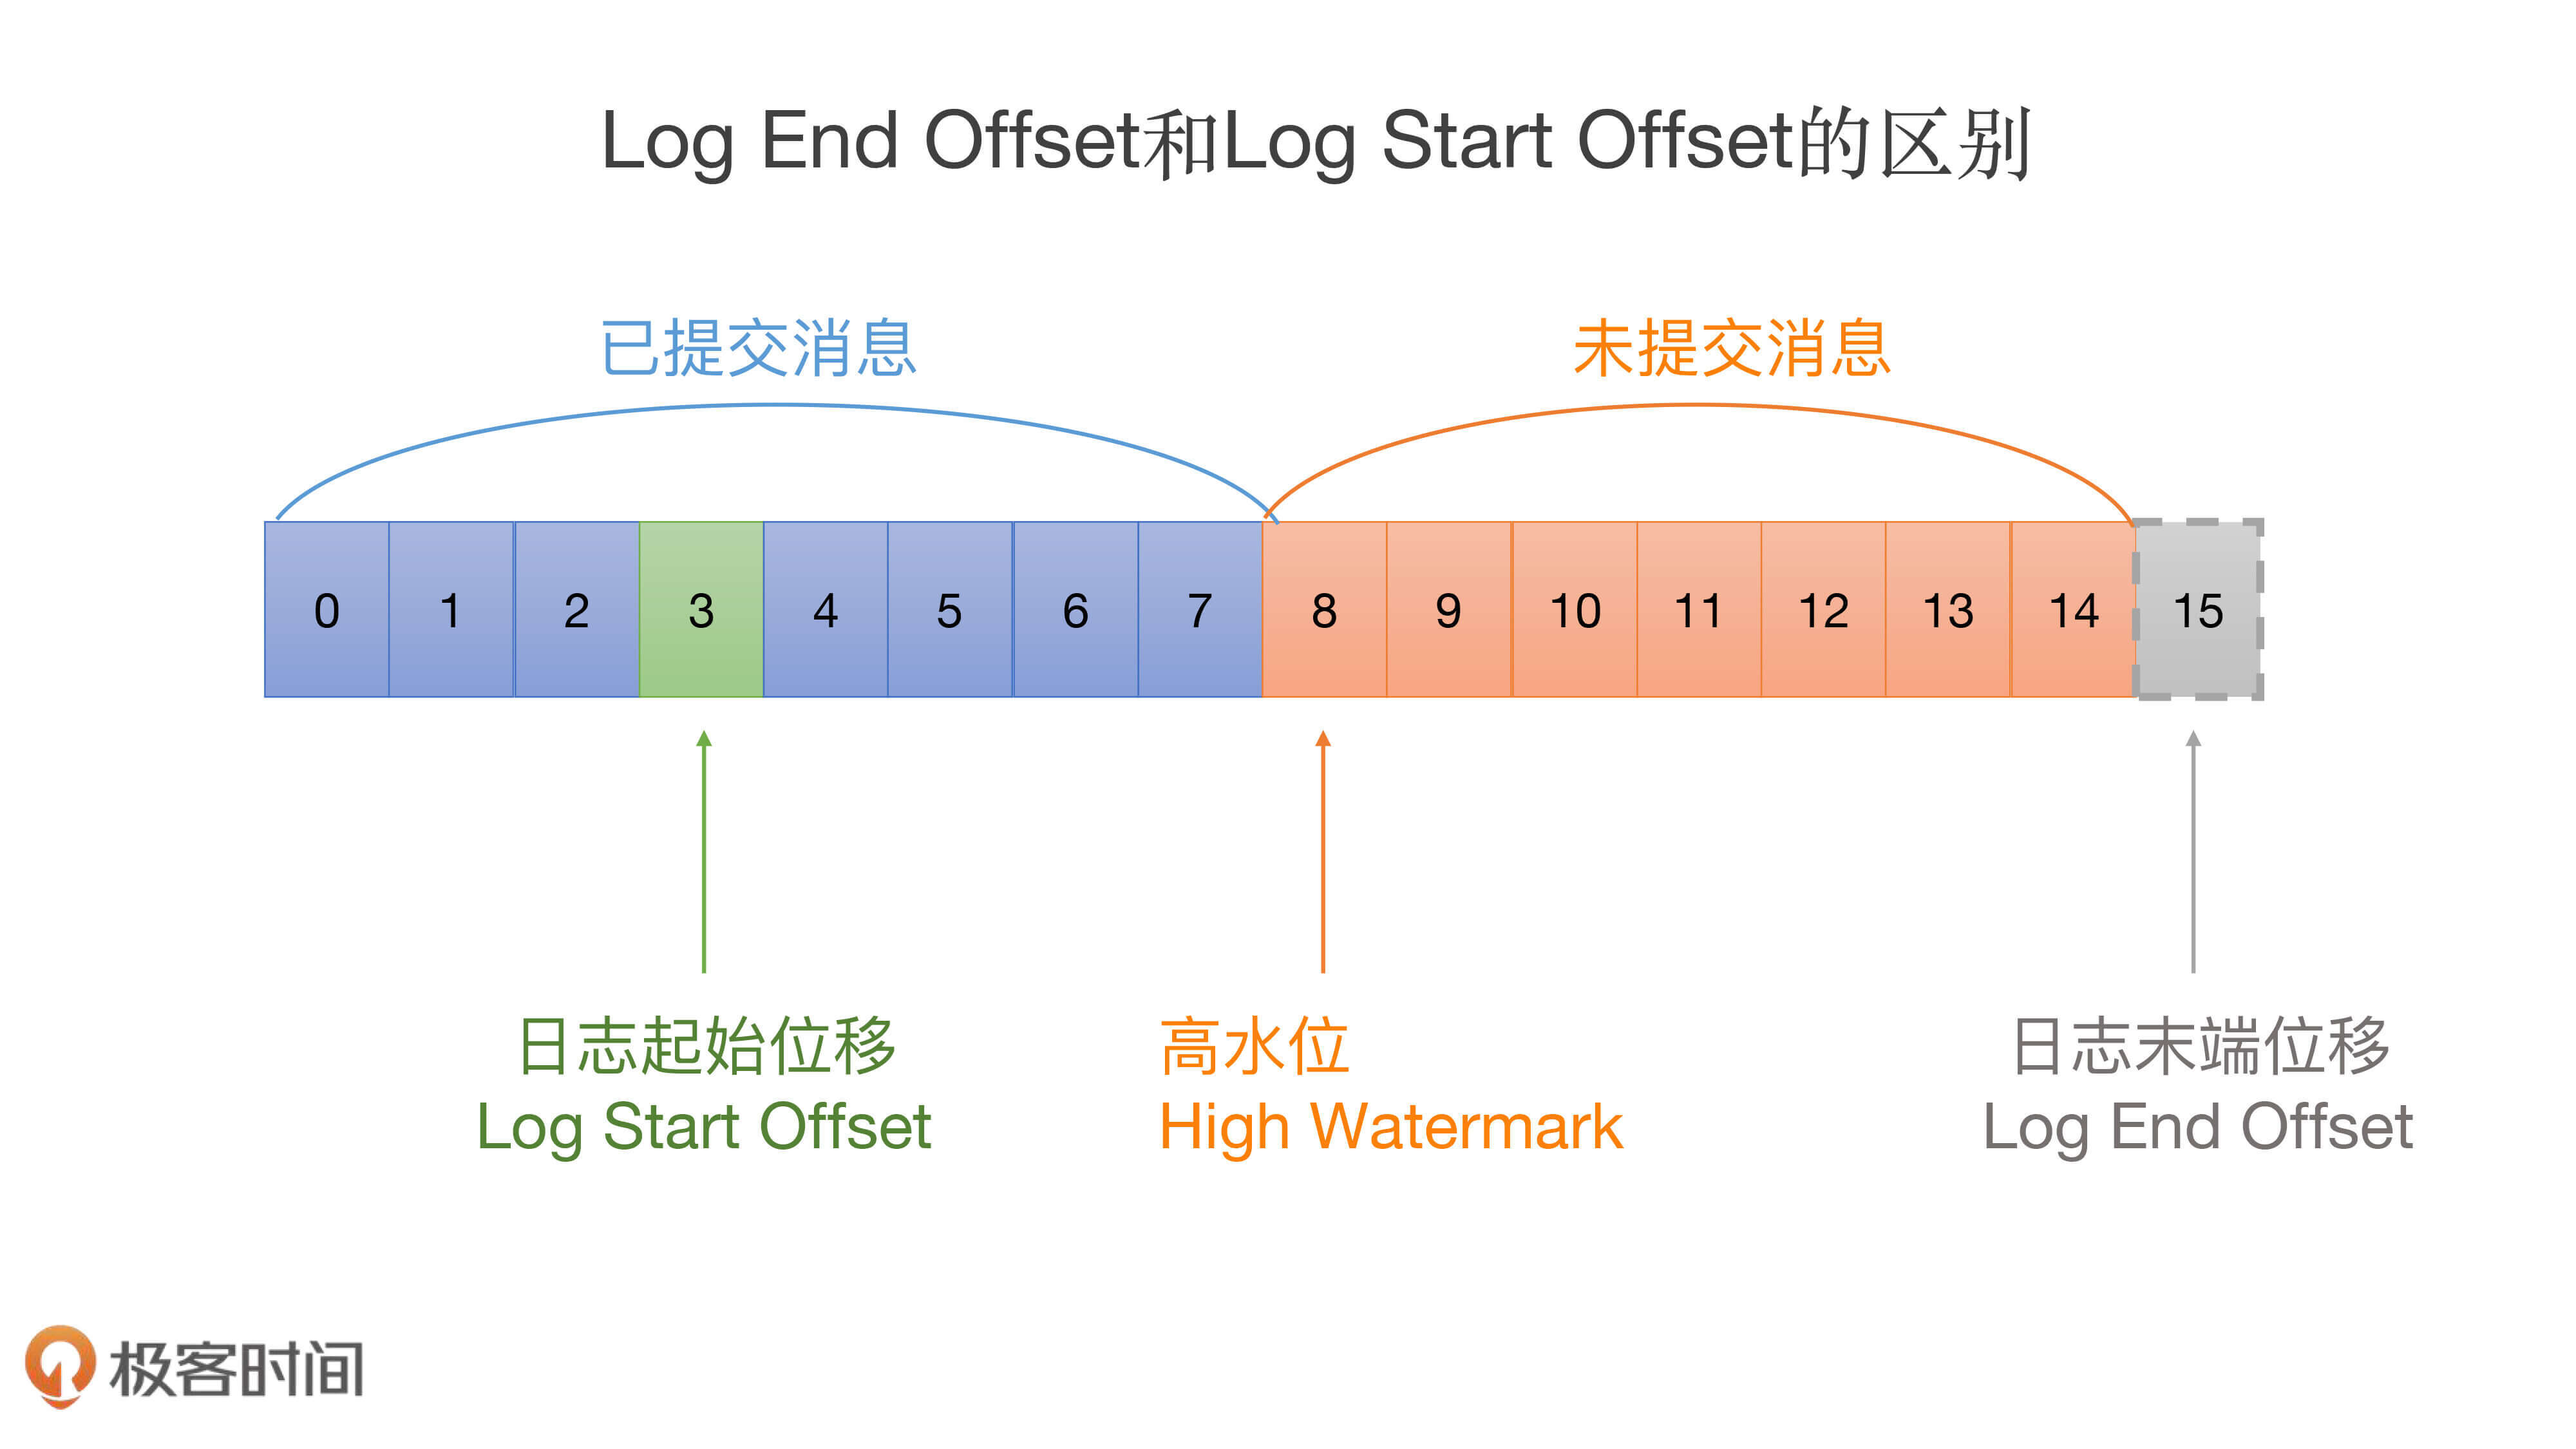 Log End Offset和Log Start Offset的区别
已提交消息
未提交消息
0 1 2 3 4 5 6 7 8 9 10 11 12 13 14 15
日志起始位移
Log Start Offset
高水位
High Watermark
日志末端位移
Log End Offset
极客时间